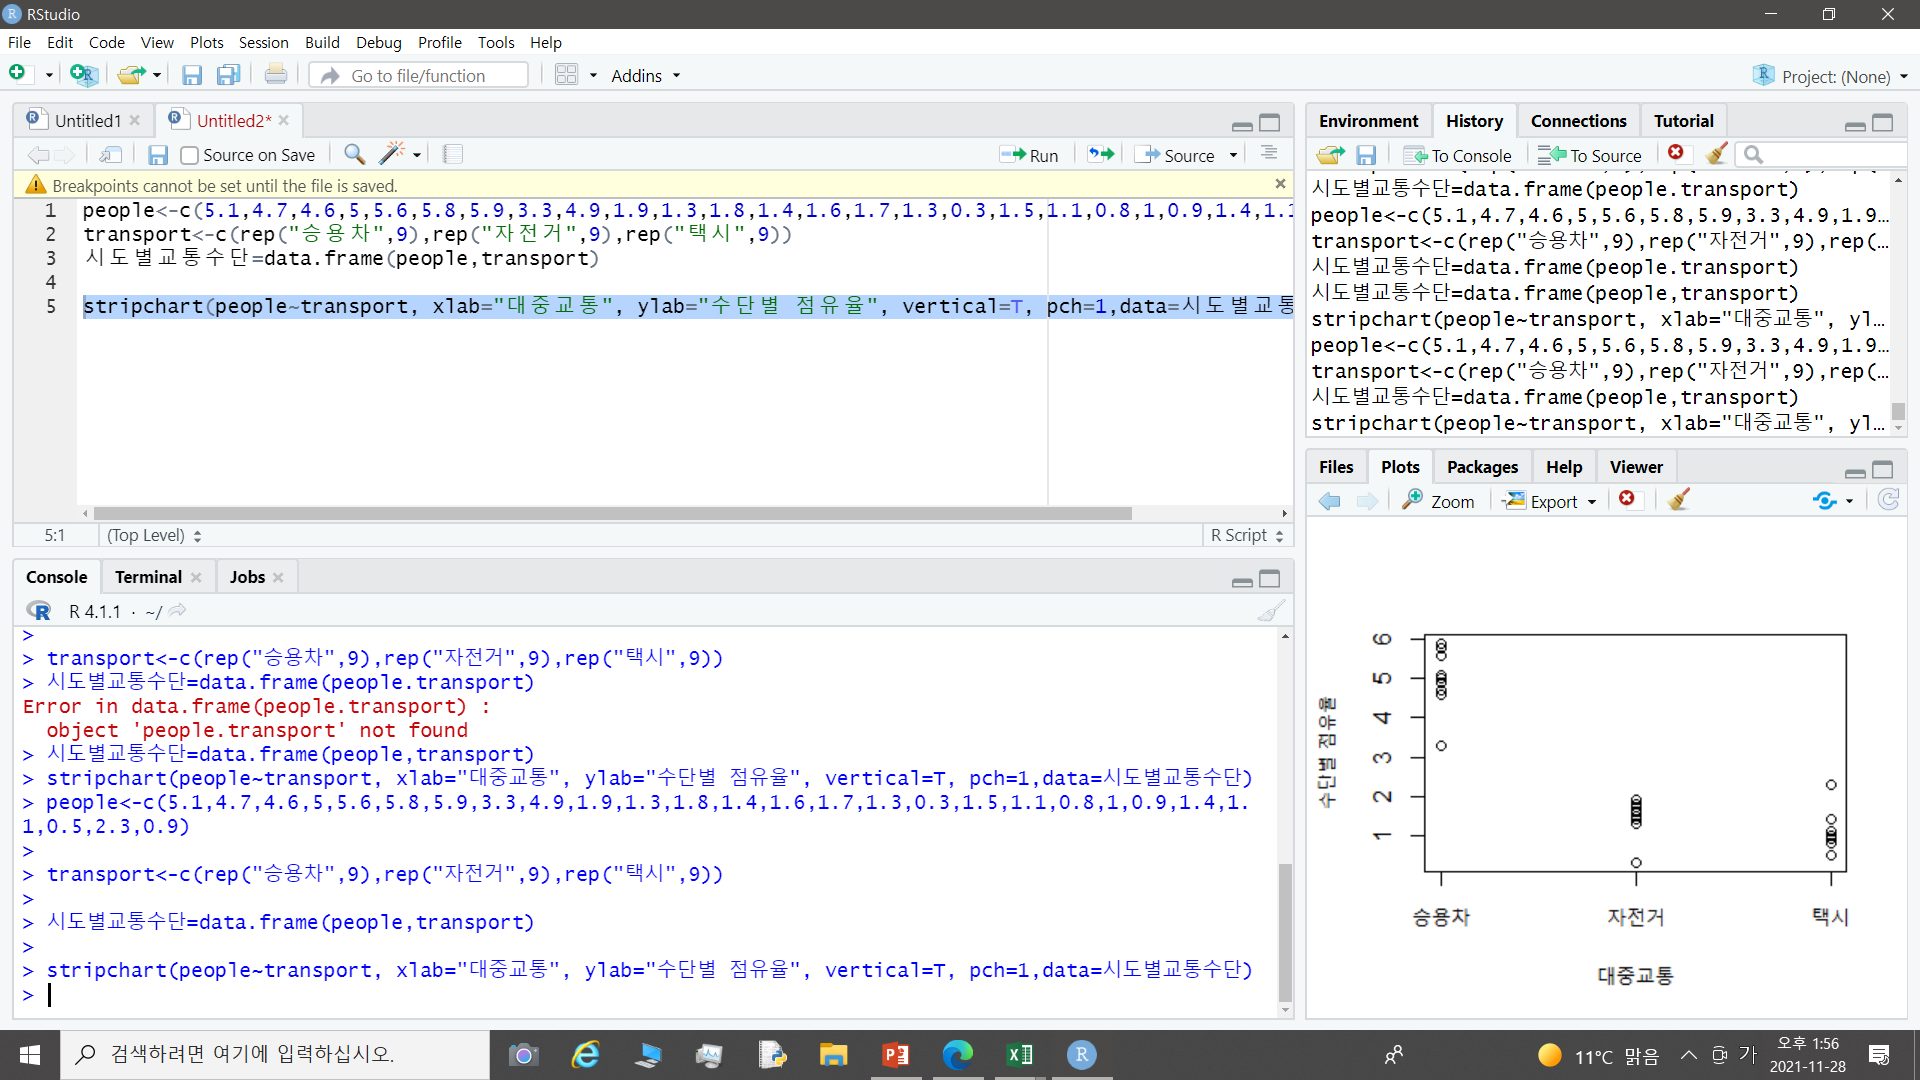 RStudio
File Edit Code View Plots Session Build Debug Profile Tools Help
Go to file/function Addins Project: (None)
Untitled1 Untitled2*
Source on Save Run Source
Breakpoints cannot be set until the file is saved.
1 people<-c(5.1,4.7,4.6,5,5.6,5.8,5.9,3.3,4.9,1.9,1.3,1.8,1.4,1.6,1.7,1.3,0.3,1.5,1.1,0.8,1,0.9,1.4,1.1
2 transport<-c(rep("승용차",9),rep("자전거",9),rep("택시",9))
3 시도별교통수단=data.frame(people,transport)
4
5 stripchart(people~transport, xlab="대중교통", ylab="수단별 점유율", vertical=T, pch=1,data=시도별교통
5:1 (Top Level) R Script
Console Terminal Jobs
R 4.1.1 · ~/
>
> transport<-c(rep("승용차",9),rep("자전거",9),rep("택시",9))
> 시도별교통수단=data.frame(people.transport)
Error in data.frame(people.transport) :
object 'people.transport' not found
> 시도별교통수단=data.frame(people,transport)
> stripchart(people~transport, xlab="대중교통", ylab="수단별 점유율", vertical=T, pch=1,data=시도별교통수단)
> people<-c(5.1,4.7,4.6,5,5.6,5.8,5.9,3.3,4.9,1.9,1.3,1.8,1.4,1.6,1.7,1.3,0.3,1.5,1.1,0.8,1,0.9,1.4,1.
1,0.5,2.3,0.9)
>
> transport<-c(rep("승용차",9),rep("자전거",9),rep("택시",9))
>
> 시도별교통수단=data.frame(people,transport)
>
> stripchart(people~transport, xlab="대중교통", ylab="수단별 점유율", vertical=T, pch=1,data=시도별교통수단)
>
Environment History Connections Tutorial
To Console To Source
시도별교통수단=data.frame(people.transport)
people<-c(5.1,4.7,4.6,5,5.6,5.8,5.9,3.3,4.9,1.9...
transport<-c(rep("승용차",9),rep("자전거",9),rep(...
시도별교통수단=data.frame(people.transport)
시도별교통수단=data.frame(people,transport)
stripchart(people~transport, xlab="대중교통", yl...
people<-c(5.1,4.7,4.6,5,5.6,5.8,5.9,3.3,4.9,1.9...
transport<-c(rep("승용차",9),rep("자전거",9),rep(...
시도별교통수단=data.frame(people,transport)
stripchart(people~transport, xlab="대중교통", yl...
Files Plots Packages Help Viewer
Zoom Export
수단별 점유율
6
5
4
3
2
1
승용차 자전거 택시
대중교통
검색하려면 여기에 입력하십시오.
11°C 맑음 가 오후 1:56
2021-11-28